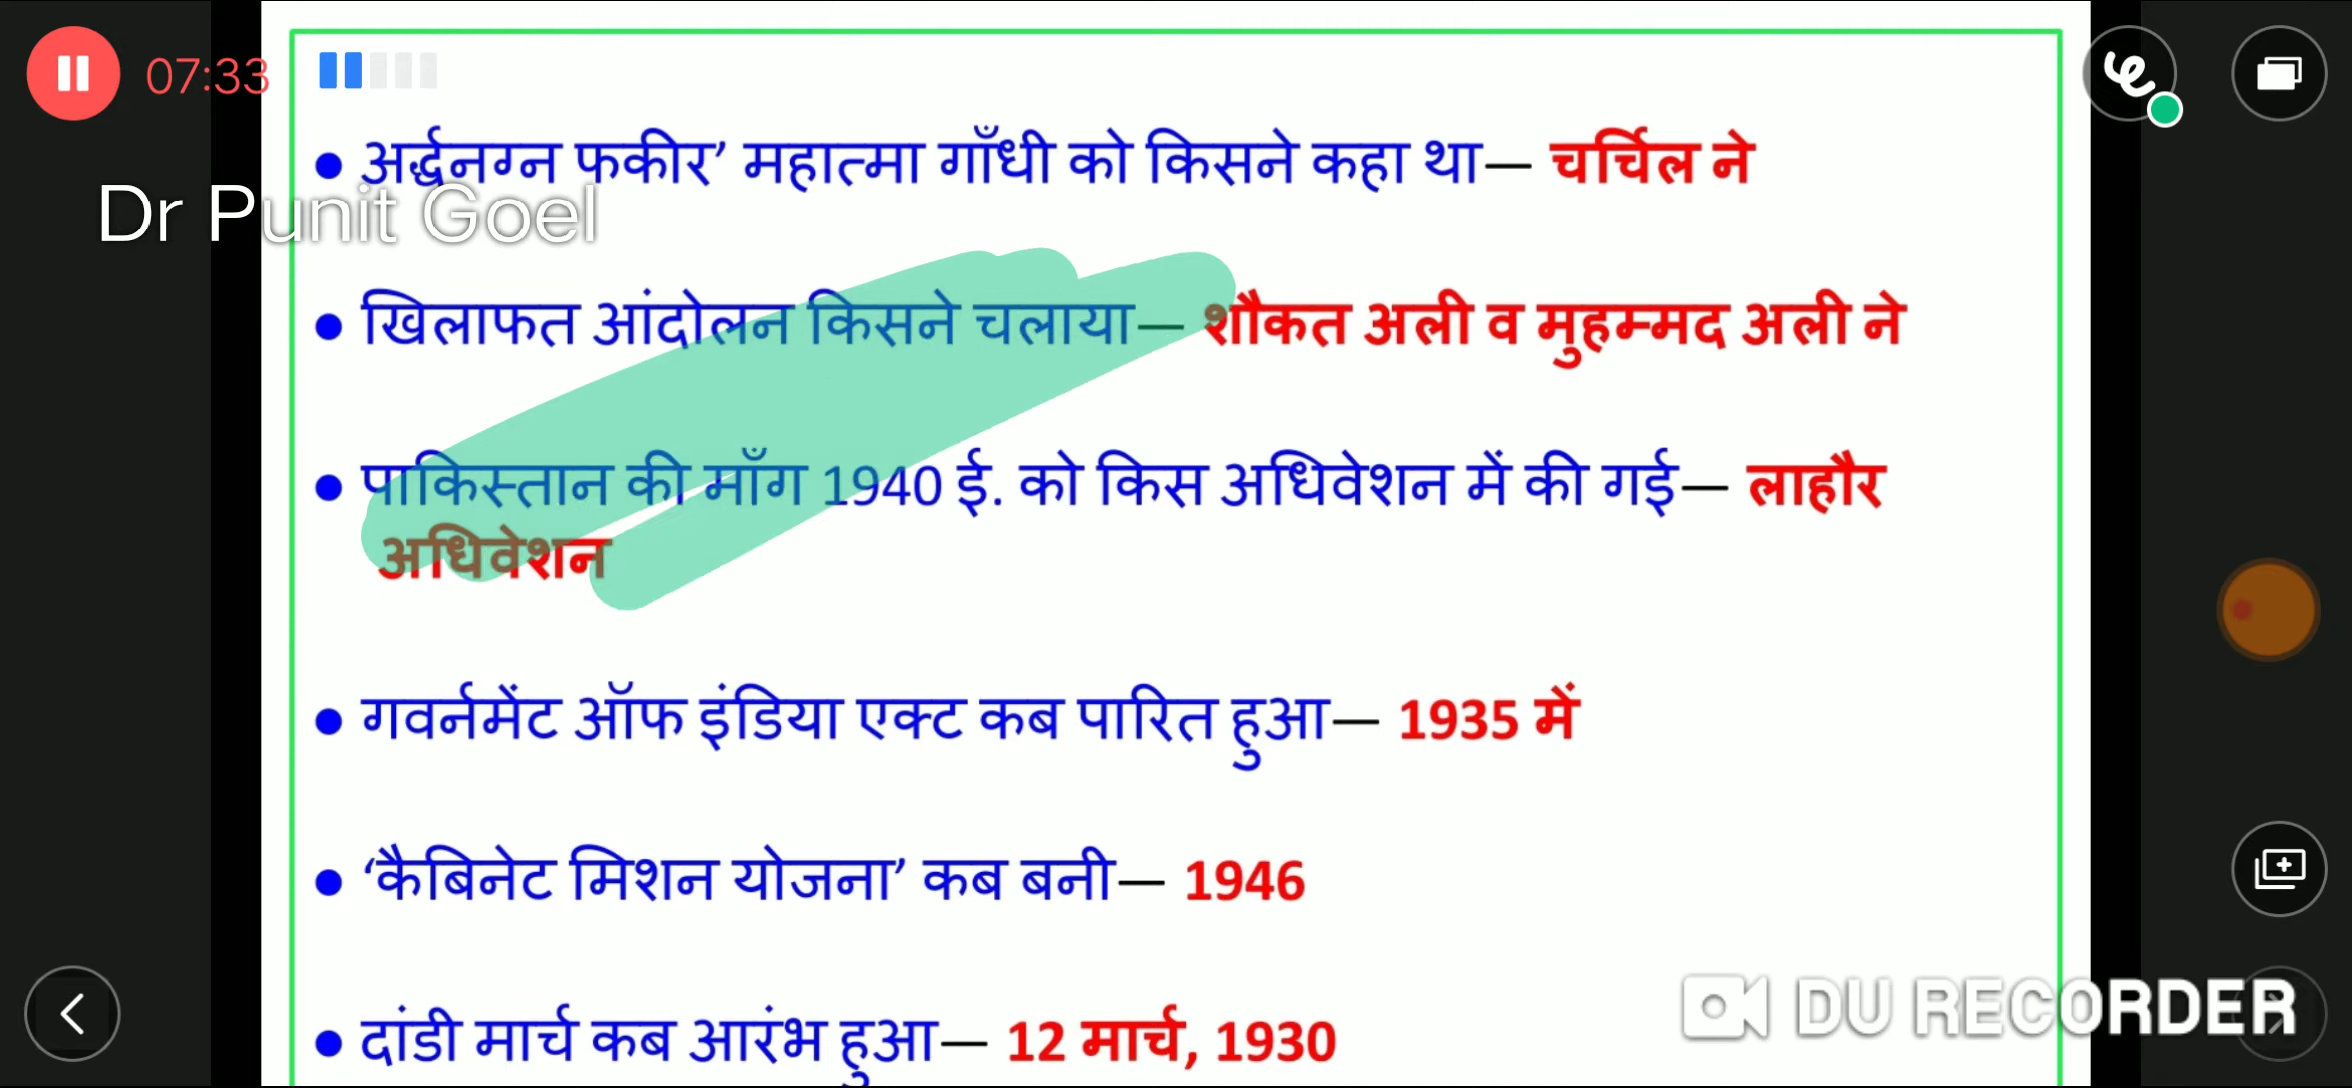 07:33
• अर्द्धनग्न फकीर’ महात्मा गाँधी को किसने कहा था— चर्चिल ने
Dr Punit Goel
• खिलाफत आंदोलन किसने चलाया— शौकत अली व मुहम्मद अली ने
• पाकिस्तान की माँग 1940 ई. को किस अधिवेशन में की गई— लाहौर
अधिवेशन
• गवर्नमेंट ऑफ इंडिया एक्ट कब पारित हुआ— 1935 में
• ‘कैबिनेट मिशन योजना’ कब बनी— 1946
DU RECORDER
• दांडी मार्च कब आरंभ हुआ— 12 मार्च, 1930